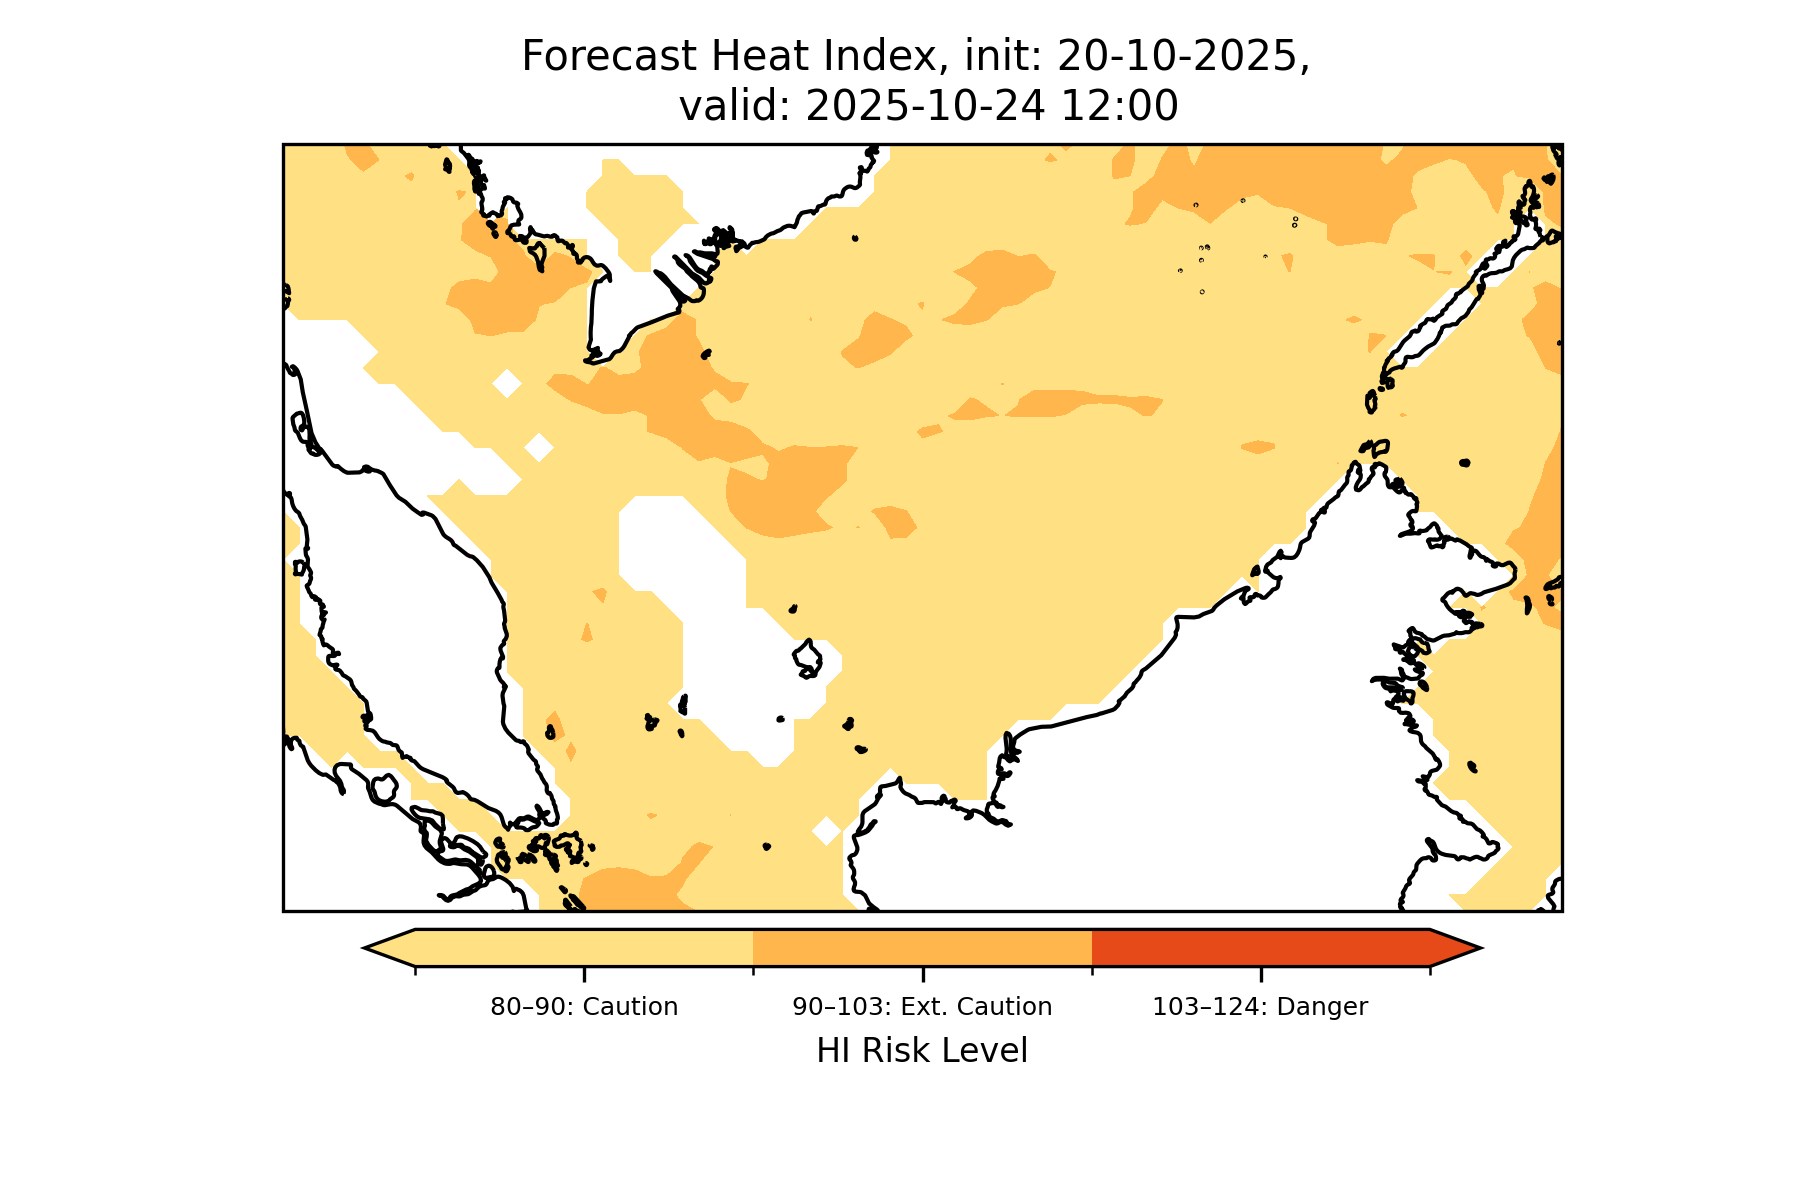 Forecast Heat Index, init: 20-10-2025,
valid: 2025-10-24 12:00
80–90: Caution
90–103: Ext. Caution
103–124: Danger
HI Risk Level